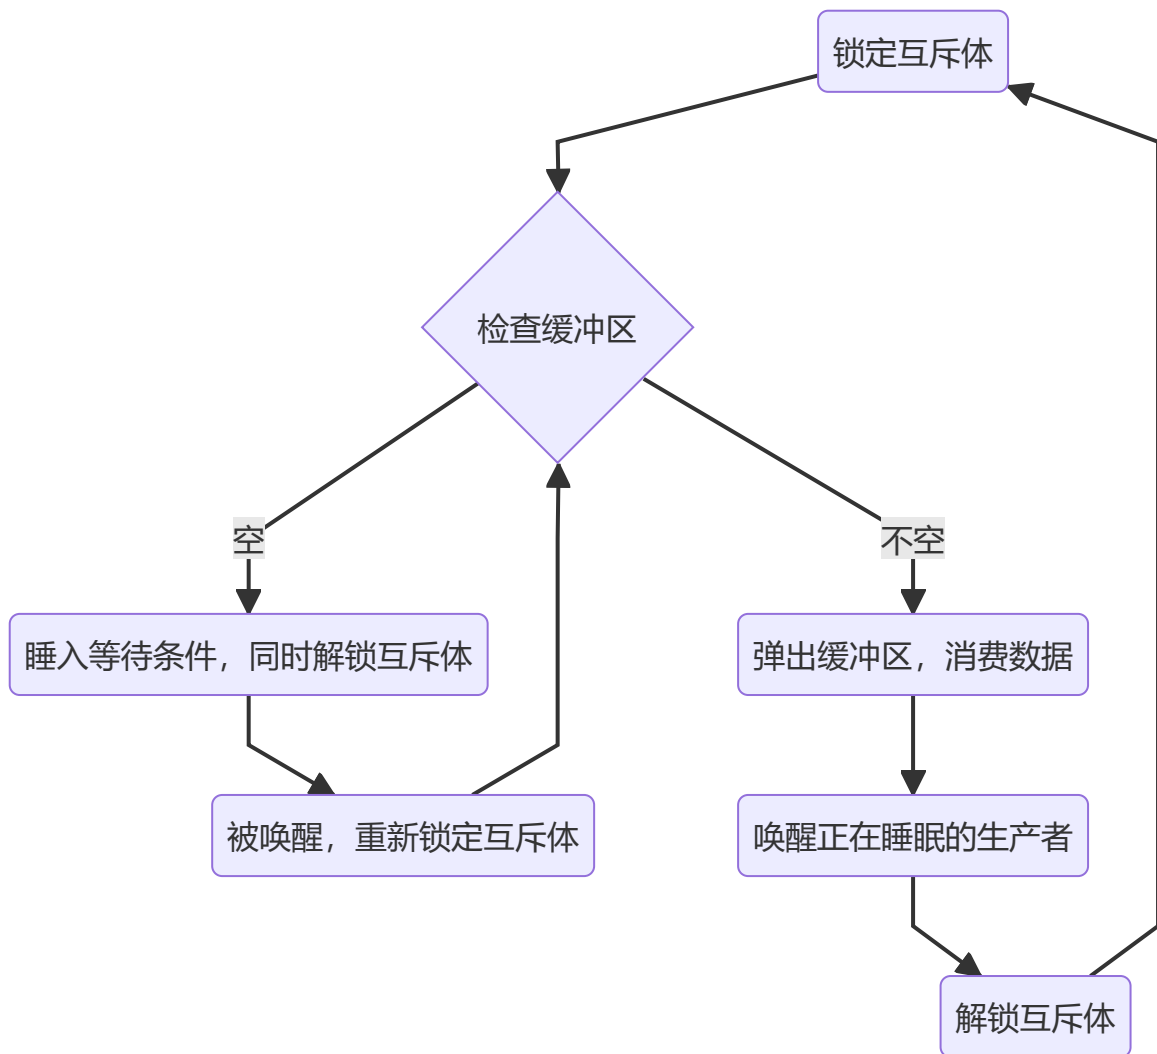 锁定互斥体
检查缓冲区
空
不空
睡入等待条件，同时解锁互斥体
弹出缓冲区，消费数据
被唤醒，重新锁定互斥体
唤醒正在睡眠的生产者
解锁互斥体